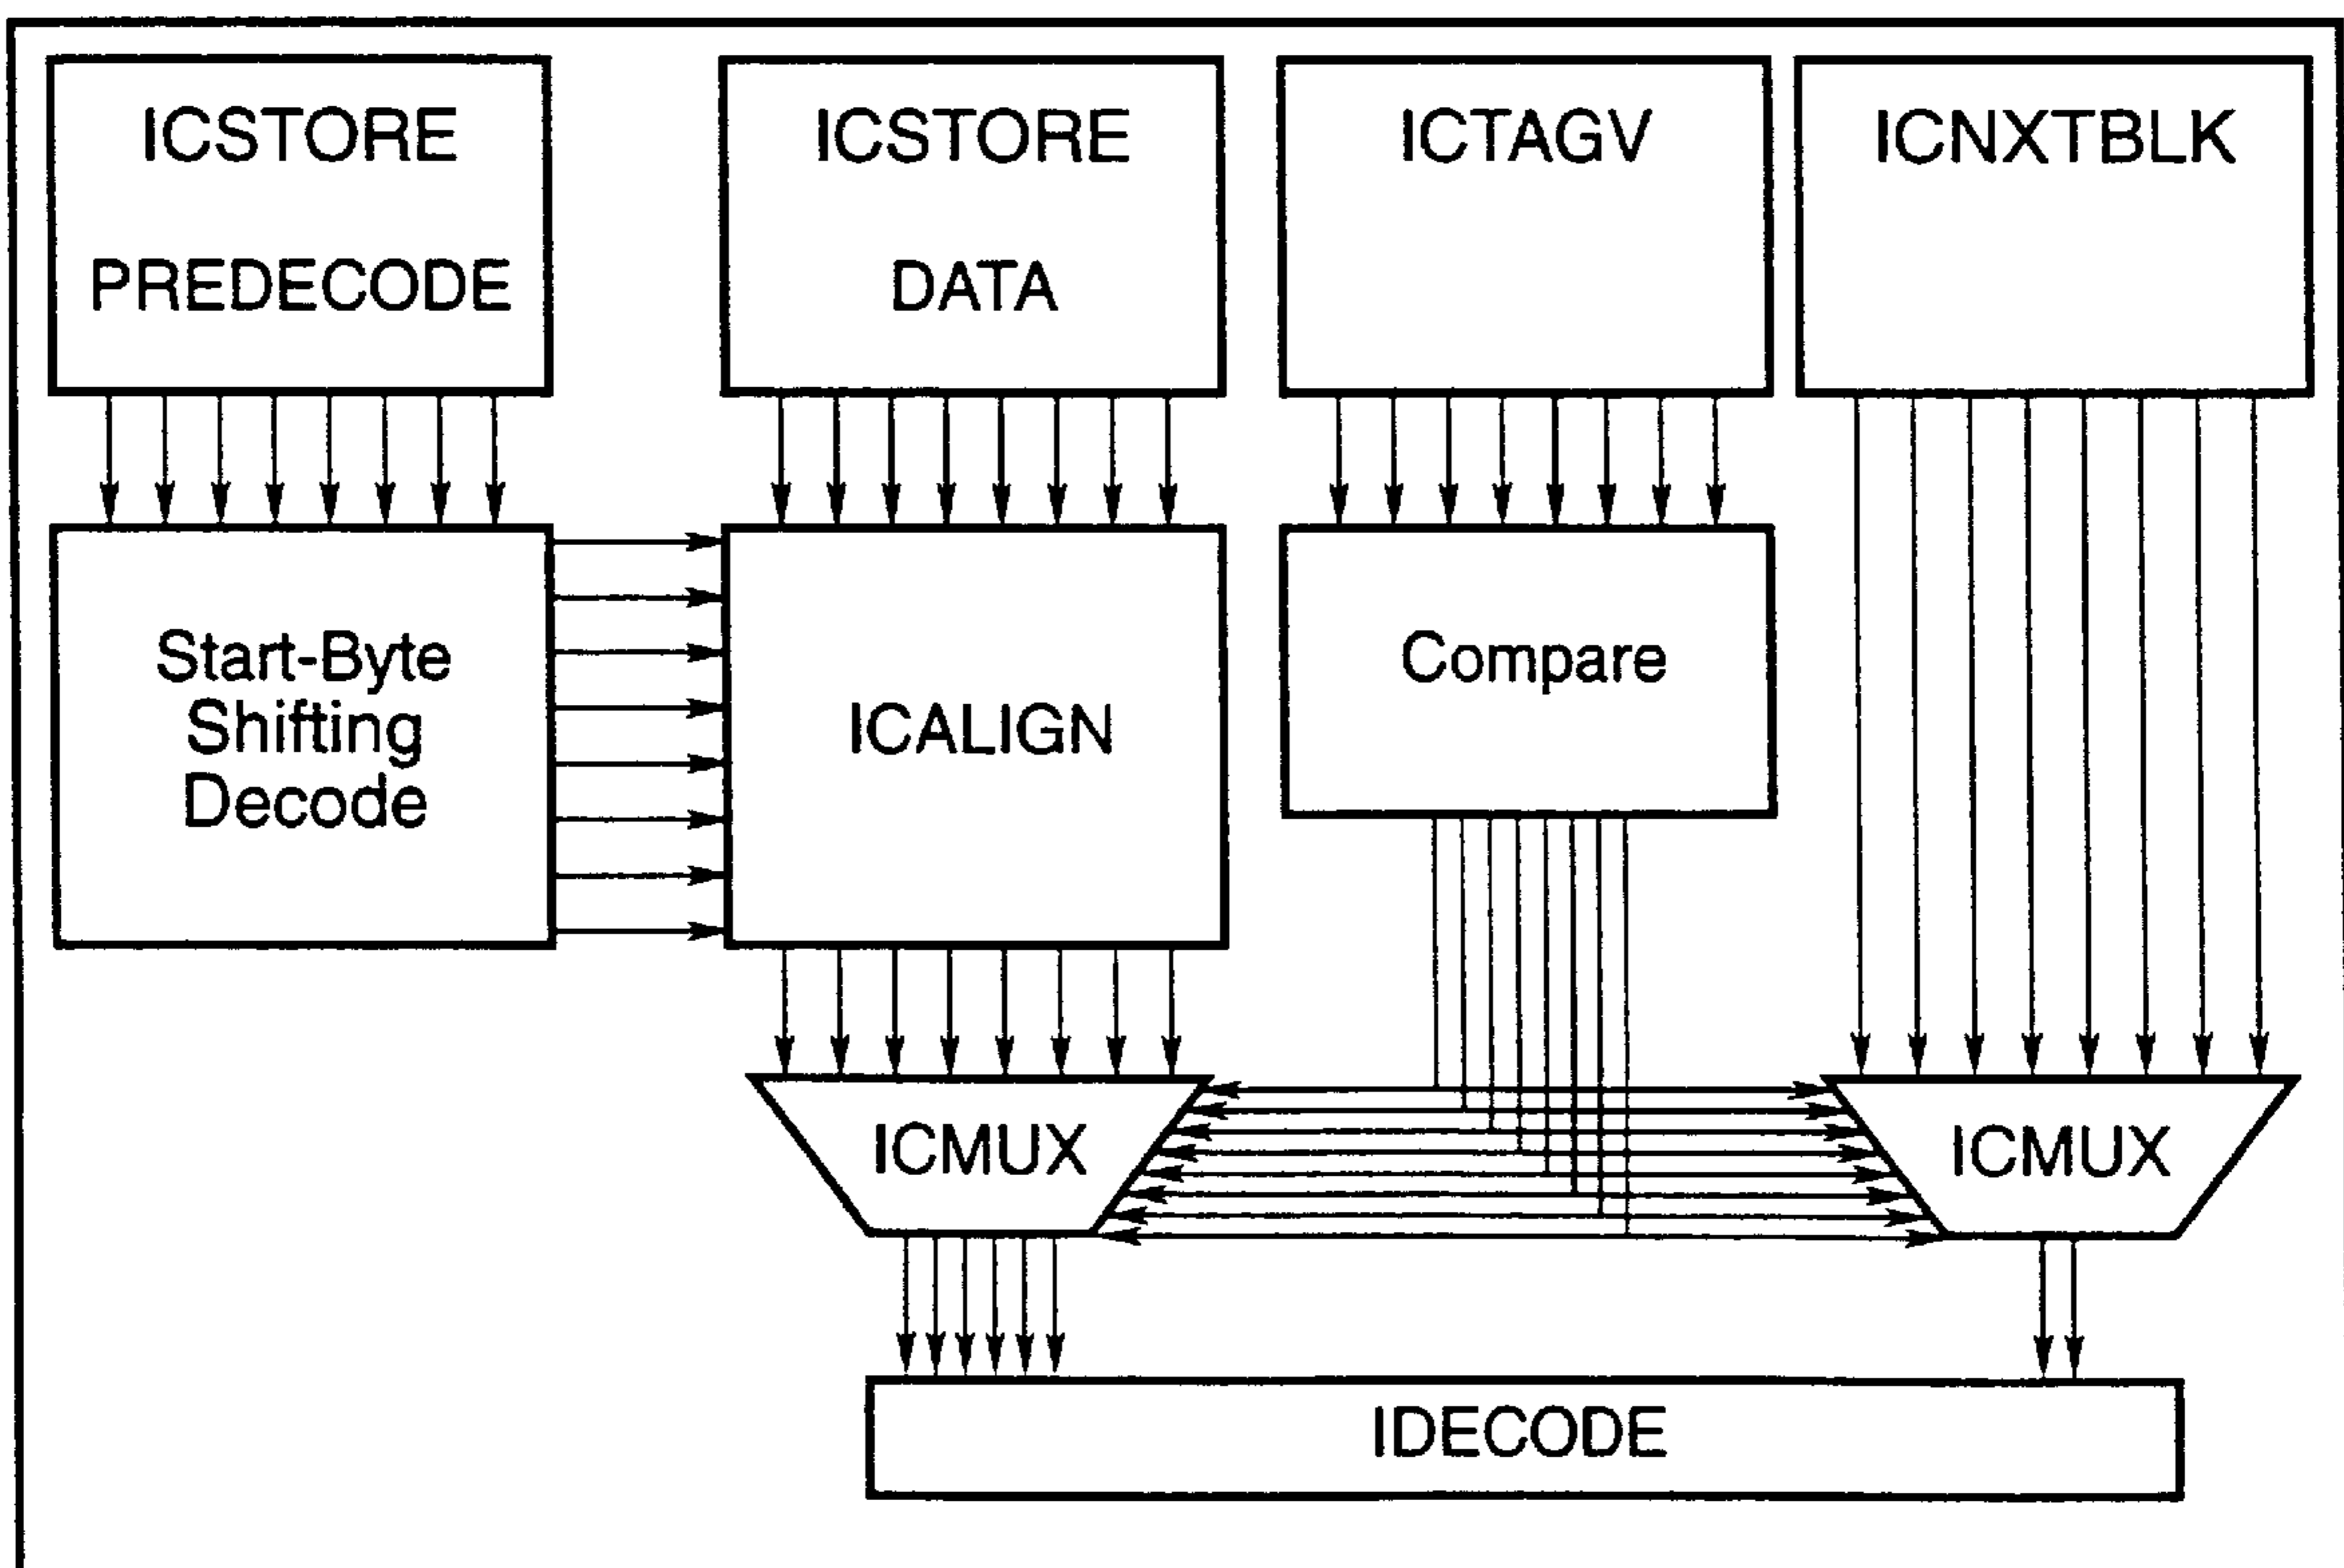 ICSTORE
PREDECODE
ICSTORE
DATA
ICTAGV
ICNXTBLK
Start-Byte
Shifting
Decode
ICALIGN
Compare
ICMUX
ICMUX
IDECODE